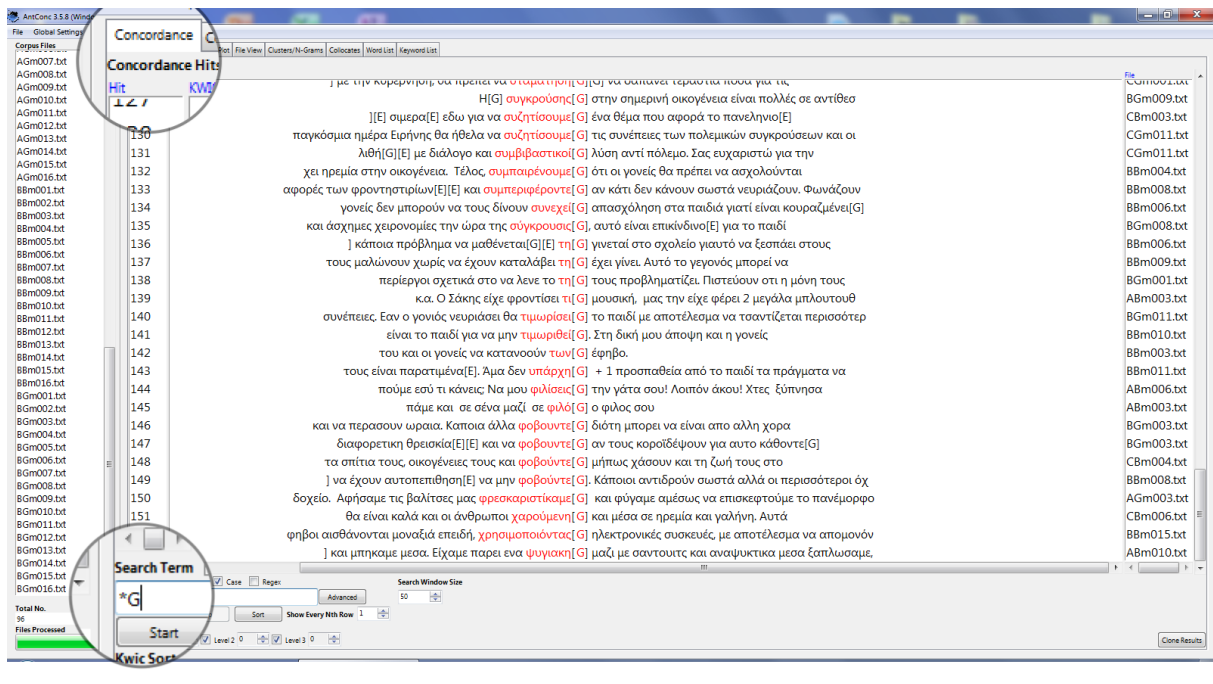 AntConc 3.5.8 (Wind
File Global Settings
Concordance
Plot File View Clusters/N-Grams Collocates Word List Keyword List
Corpus Files
Concordance Hits
Hit KWIC
File
AGm007.txt
AGm008.txt
AGm009.txt
AGm010.txt
AGm011.txt
AGm012.txt
AGm013.txt
AGm014.txt
AGm015.txt
AGm016.txt
BBm001.txt
BBm002.txt
BBm003.txt
BBm004.txt
BBm005.txt
BBm006.txt
BBm007.txt
BBm008.txt
BBm009.txt
BBm010.txt
BBm011.txt
BBm012.txt
BBm013.txt
BBm014.txt
BBm015.txt
BBm016.txt
BGm001.txt
BGm002.txt
BGm003.txt
BGm004.txt
BGm005.txt
BGm006.txt
BGm007.txt
BGm008.txt
BGm009.txt
BGm010.txt
BGm011.txt
BGm012.txt
BGm013.txt
BGm014.txt
BGm015.txt
BGm016.txt
Total No.
96
Files Processed
] με την κυβέρνηση, θα πρέπει να σταματήση[G][G] να δαπανεί τεράστια ποσά για τις CGm001.txt
Η[G] συγκρούσης[G] στην σημερινή οικογένεια είναι πολλές σε αντίθεσ BGm009.txt
][E] σιμερα[E] εδω για να συζητίσουμε[G] ένα θέμα που αφορά το πανεληνιο[E] CBm003.txt
130 παγκόσμια ημέρα Ειρήνης θα ήθελα να συζητίσουμε[G] τις συνέπειες των πολεμικών συγκρούσεων και οι CGm011.txt
131 λιθή[G][E] με διάλογο και συμβιβαστικοί[G] λύση αντί πόλεμο. Σας ευχαριστώ για την CGm011.txt
132 χει ηρεμία στην οικογένεια. Τέλος, συμπαιρένουμε[G] ότι οι γονείς θα πρέπει να ασχολούνται BBm004.txt
133 αφορές των φροντηστιρίων[E][E] και συμπεριφέροντε[G] αν κάτι δεν κάνουν σωστά νευριάζουν. Φωνάζουν BBm008.txt
134 γονείς δεν μπορούν να τους δίνουν συνεχεί[G] απασχόληση στα παιδιά γιατί είναι κουραζμένει[G] BBm006.txt
135 και άσχημες χειρονομίες την ώρα της σύγκρουσις[G], αυτό είναι επικίνδινο[E] για το παιδί BGm008.txt
136 ] κάποια πρόβλημα να μαθένεται[G][E] τη[G] γινεταί στο σχολείο γιαυτό να ξεσπάει στους BBm006.txt
137 τους μαλώνουν χωρίς να έχουν καταλάβει τη[G] έχει γίνει. Αυτό το γεγονός μπορεί να BBm009.txt
138 περίεργοι σχετικά στο να λενε το τη[G] τους προβληματίζει. Πιστεύουν οτι η μόνη τους BGm001.txt
139 κ.α. Ο Σάκης είχε φροντίσει τι[G] μουσική, μας την είχε φέρει 2 μεγάλα μπλουτουθ ABm003.txt
140 συνέπειες. Εαν ο γονιός νευριάσει θα τιμωρίσει[G] το παιδί με αποτέλεσμα να τσαντίζεται περισσότερ BGm011.txt
141 είναι το παιδί για να μην τιμωριθεί[G]. Στη δική μου άποψη και η γονείς BBm010.txt
142 του και οι γονείς να κατανοούν των[G] έφηβο. BBm003.txt
143 τους είναι παρατιμένα[E]. Άμα δεν υπάρχη[G] + 1 προσπαθεία από το παιδί τα πράγματα να BBm011.txt
144 πούμε εσύ τι κάνεις; Να μου φιλίσεις[G] την γάτα σου! Λοιπόν άκου! Χτες ξύπνησα ABm006.txt
145 πάμε και σε σένα μαζί σε φιλό[G] ο φιλος σου ABm003.txt
146 και να περασουν ωραια. Καποια άλλα φοβουντε[G] διότη μπορει να είναι απο αλλη χορα BGm003.txt
147 διαφορετικη θρεισκία[E][E] και να φοβουντε[G] αν τους κοροϊδέψουν για αυτο κάθοντε[G] BGm003.txt
148 τα σπίτια τους, οικογένειες τους και φοβούντε[G] μήπως χάσουν και τη ζωή τους στο CBm004.txt
149 ] να έχουν αυτοπεπιθηση[E] να μην φοβούντε[G]. Κάποιοι αντιδρούν σωστά αλλά οι περισσότεροι όχ BBm008.txt
150 δοχείο. Αφήσαμε τις βαλίτσες μας φρεσκαριστίκαμε[G] και φύγαμε αμέσως να επισκεφτούμε το πανέμορφο AGm003.txt
151 θα είναι καλά και οι άνθρωποι χαρούμενη[G] και μέσα σε ηρεμία και γαλήνη. Αυτά CBm006.txt
φηβοι αισθάνονται μοναξιά επειδή, χρησιμοποιόντας[G] ηλεκτρονικές συσκευές, με αποτέλεσμα να απομονόν BBm015.txt
] και μπηκαμε μεσα. Είχαμε παρει ενα ψυγιακη[G] μαζι με σαντουιτς και αναψυκτικα μεσα ξαπλωσαμε, ABm010.txt
Search Term Case Regex Search Window Size
*G Advanced 50
Start Sort Show Every Nth Row 1
Kwic Sort Level 2 0 Level 3 0 Clone Results